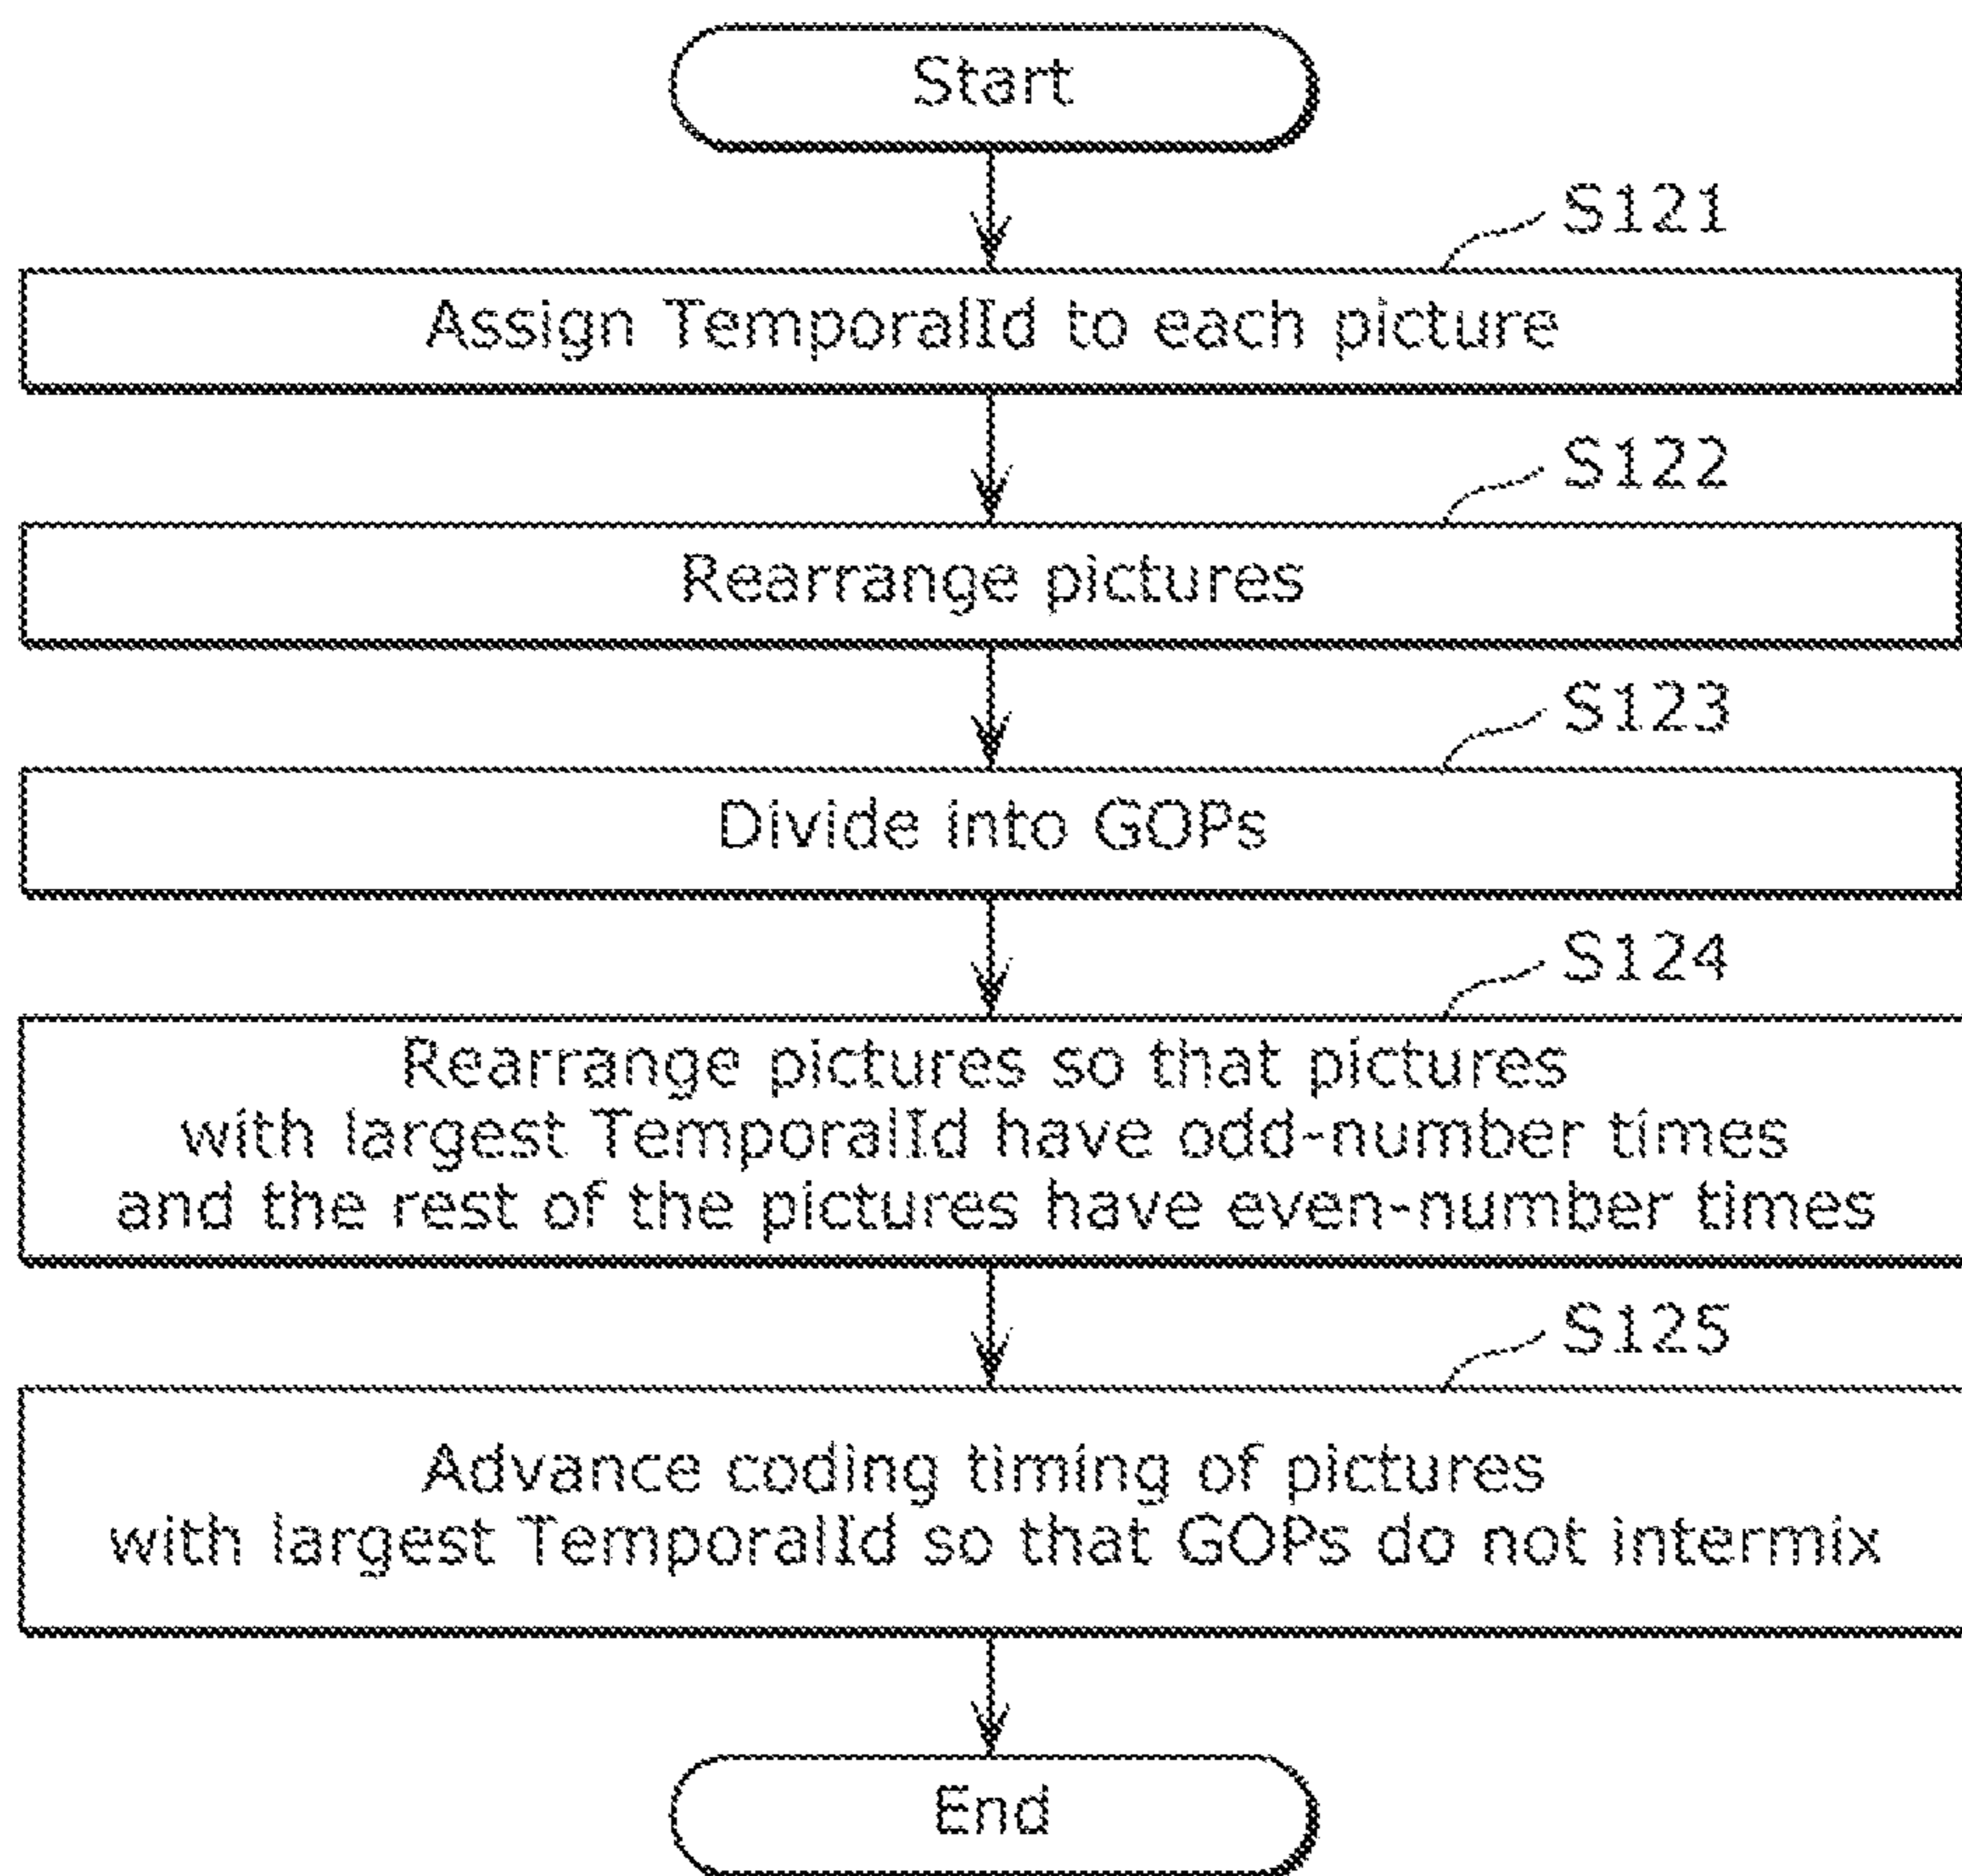 Start
S121
Assign TemporalId to each picture
S122
Rearrange pictures
S123
Divide into GOPs
S124
Rearrange pictures so that pictures
with largest TemporalId have odd-number times
and the rest of the pictures have even-number times
S125
Advance coding timing of pictures
with largest TemporalId so that GOPs do not intermix
End